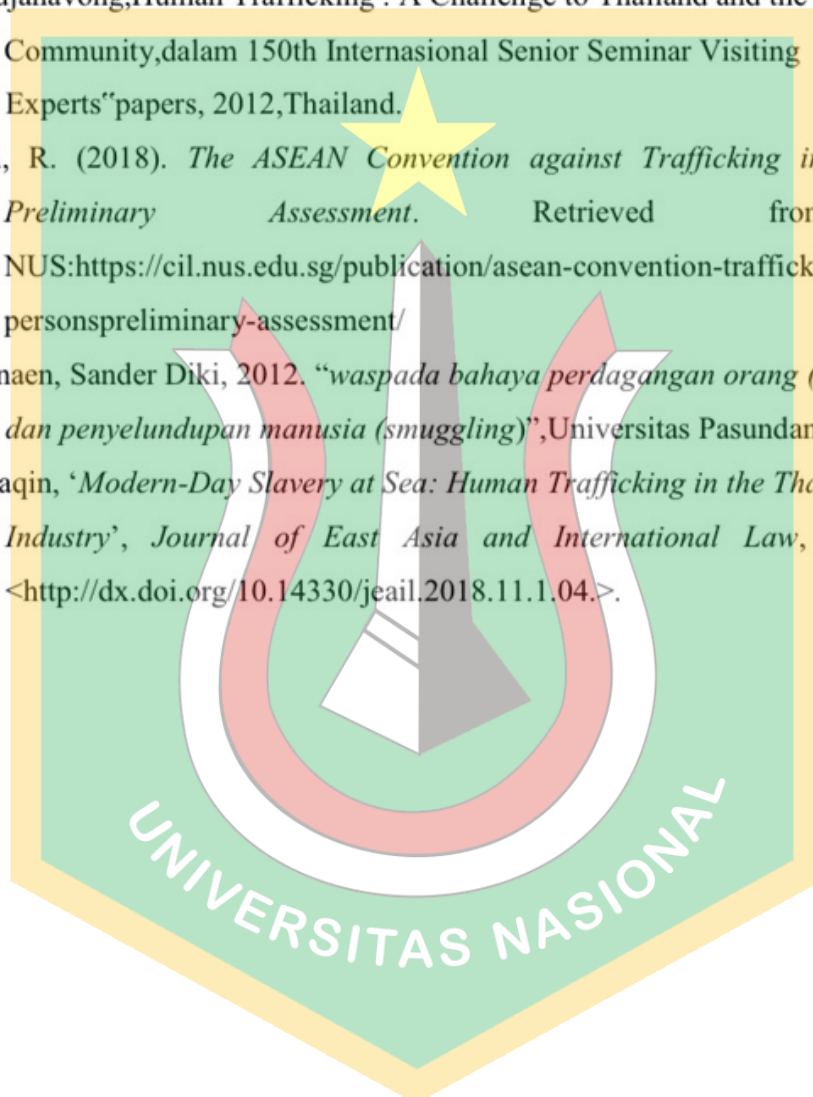 ujanavong,Human Trafficking : A Challenge to Thailand and the
Community,dalam 150th Internasional Senior Seminar Visiting
Experts‟papers, 2012,Thailand.
, R. (2018). The ASEAN Convention against Trafficking in
Preliminary Assessment. Retrieved from
NUS:https://cil.nus.edu.sg/publication/asean-convention-traffick
personspreliminary-assessment/
naen, Sander Diki, 2012. “waspada bahaya perdagangan orang (
dan penyelundupan manusia (smuggling)”,Universitas Pasundan
aqin, ‘Modern-Day Slavery at Sea: Human Trafficking in the Tha
Industry’, Journal of East Asia and International Law,
<http://dx.doi.org/10.14330/jeail.2018.11.1.04.>.
UNIVERSITAS NASIONAL